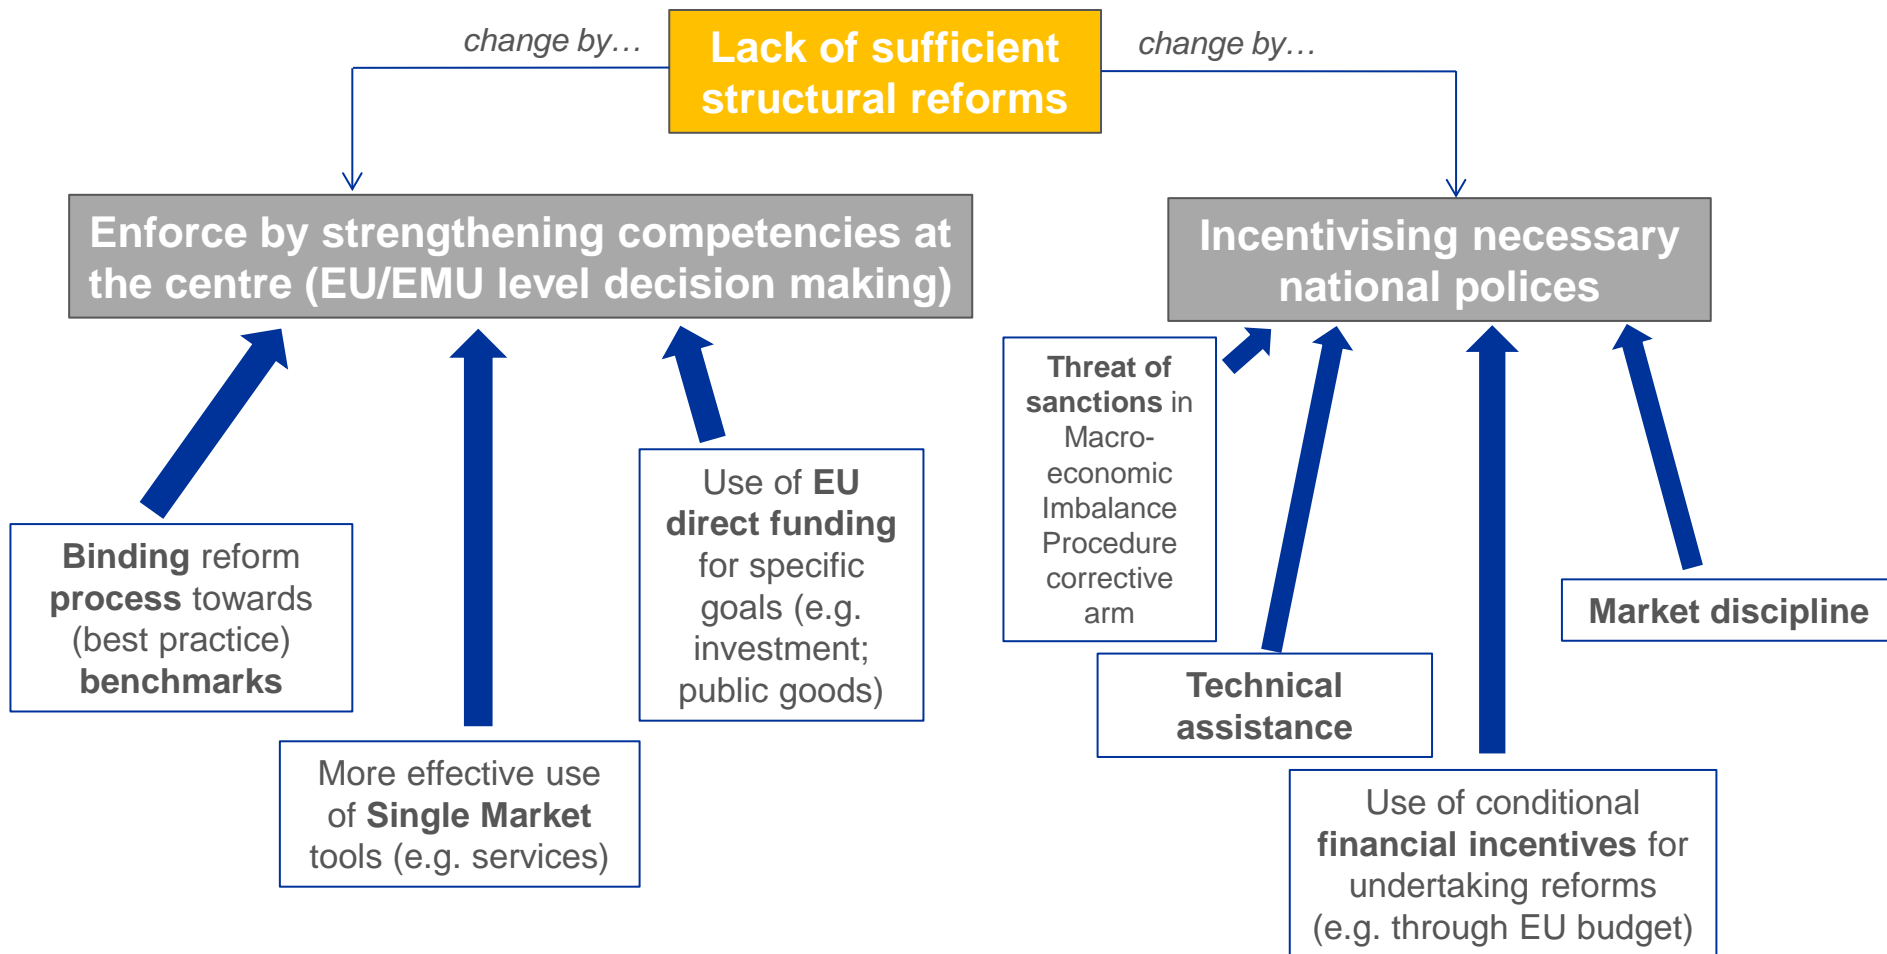 change by…
Lack of sufficient
structural reforms
change by…
Enforce by strengthening competencies at
the centre (EU/EMU level decision making)
Incentivising necessary
national polices
Binding reform
process towards
(best practice)
benchmarks
More effective use
of Single Market
tools (e.g. services)
Use of EU
direct funding
for specific
goals (e.g.
investment;
public goods)
Threat of
sanctions in
Macro-
economic
Imbalance
Procedure
corrective
arm
Technical
assistance
Use of conditional
financial incentives for
undertaking reforms
(e.g. through EU budget)
Market discipline